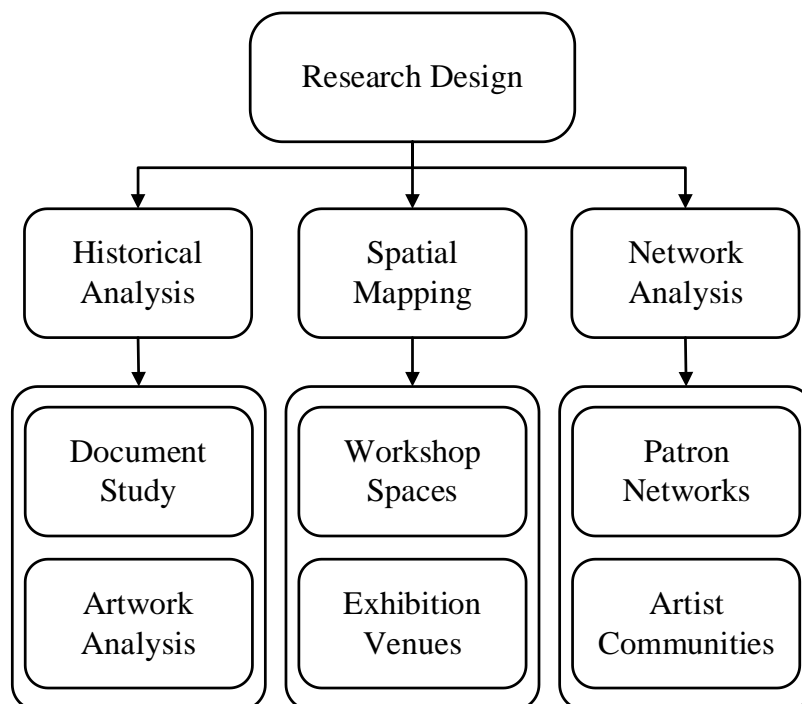 Research Design
Historical
Analysis
Spatial
Mapping
Network
Analysis
Document
Study
Artwork
Analysis
Workshop
Spaces
Exhibition
Venues
Patron
Networks
Artist
Communities